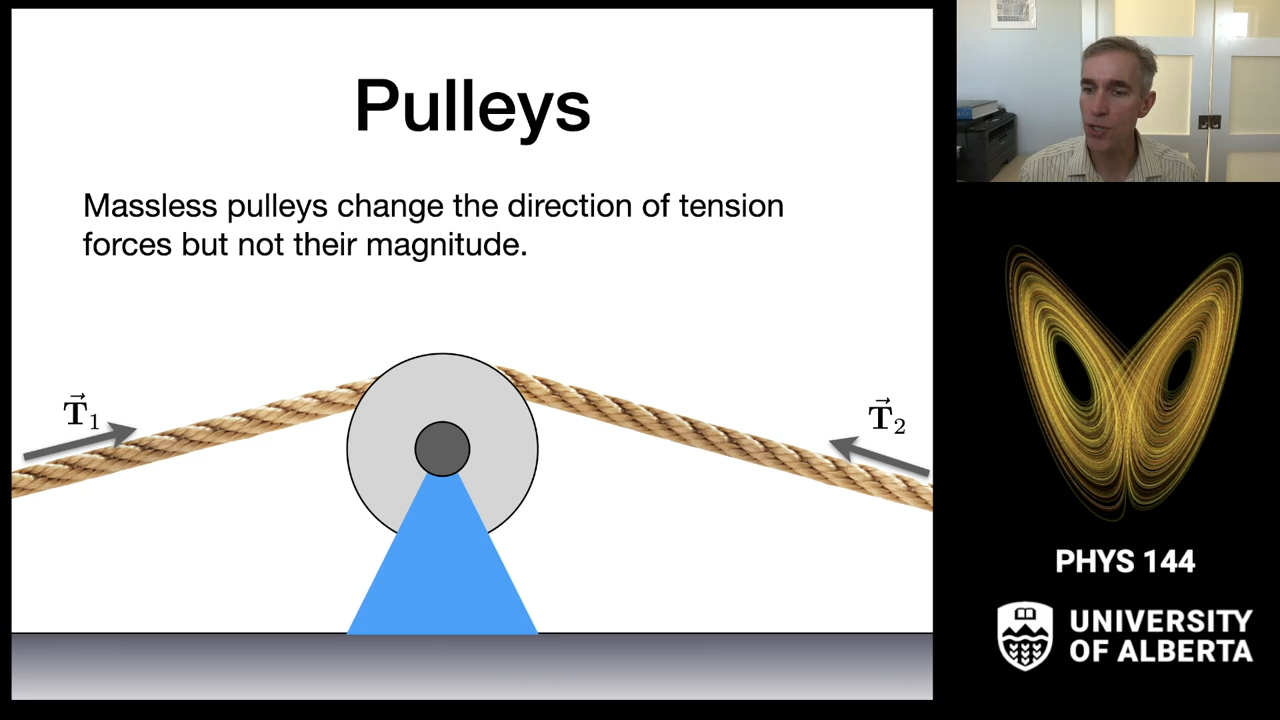 Pulleys
Massless pulleys change the direction of tension
forces but not their magnitude.
T⃗₁
T⃗₂
PHYS 144
UNIVERSITY
OF ALBERTA